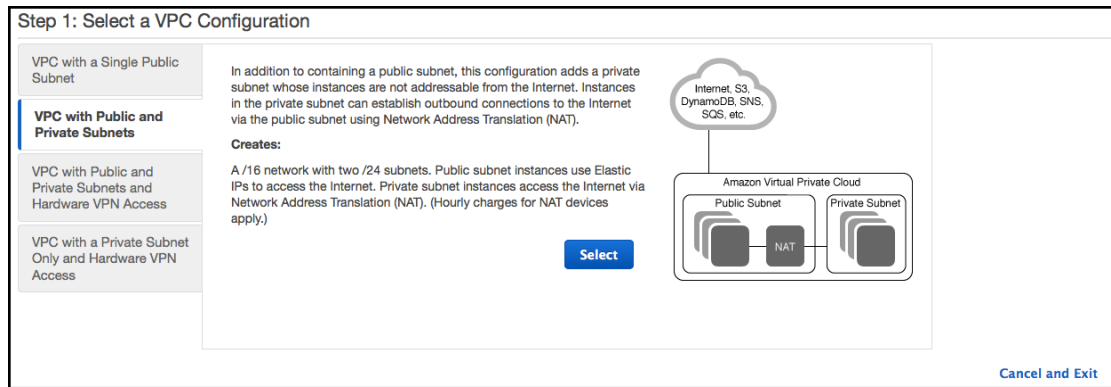 Step 1: Select a VPC Configuration
VPC with a Single Public
Subnet
VPC with Public and
Private Subnets
VPC with Public and
Private Subnets and
Hardware VPN Access
VPC with a Private Subnet
Only and Hardware VPN
Access
In addition to containing a public subnet, this configuration adds a private
subnet whose instances are not addressable from the Internet. Instances
in the private subnet can establish outbound connections to the Internet
via the public subnet using Network Address Translation (NAT).
Creates:
A /16 network with two /24 subnets. Public subnet instances use Elastic
IPs to access the Internet. Private subnet instances access the Internet via
Network Address Translation (NAT). (Hourly charges for NAT devices
apply.)
Select
Internet, S3,
DynamoDB, SNS,
SQS, etc.
Amazon Virtual Private Cloud
Public Subnet
Private Subnet
NAT
Cancel and Exit